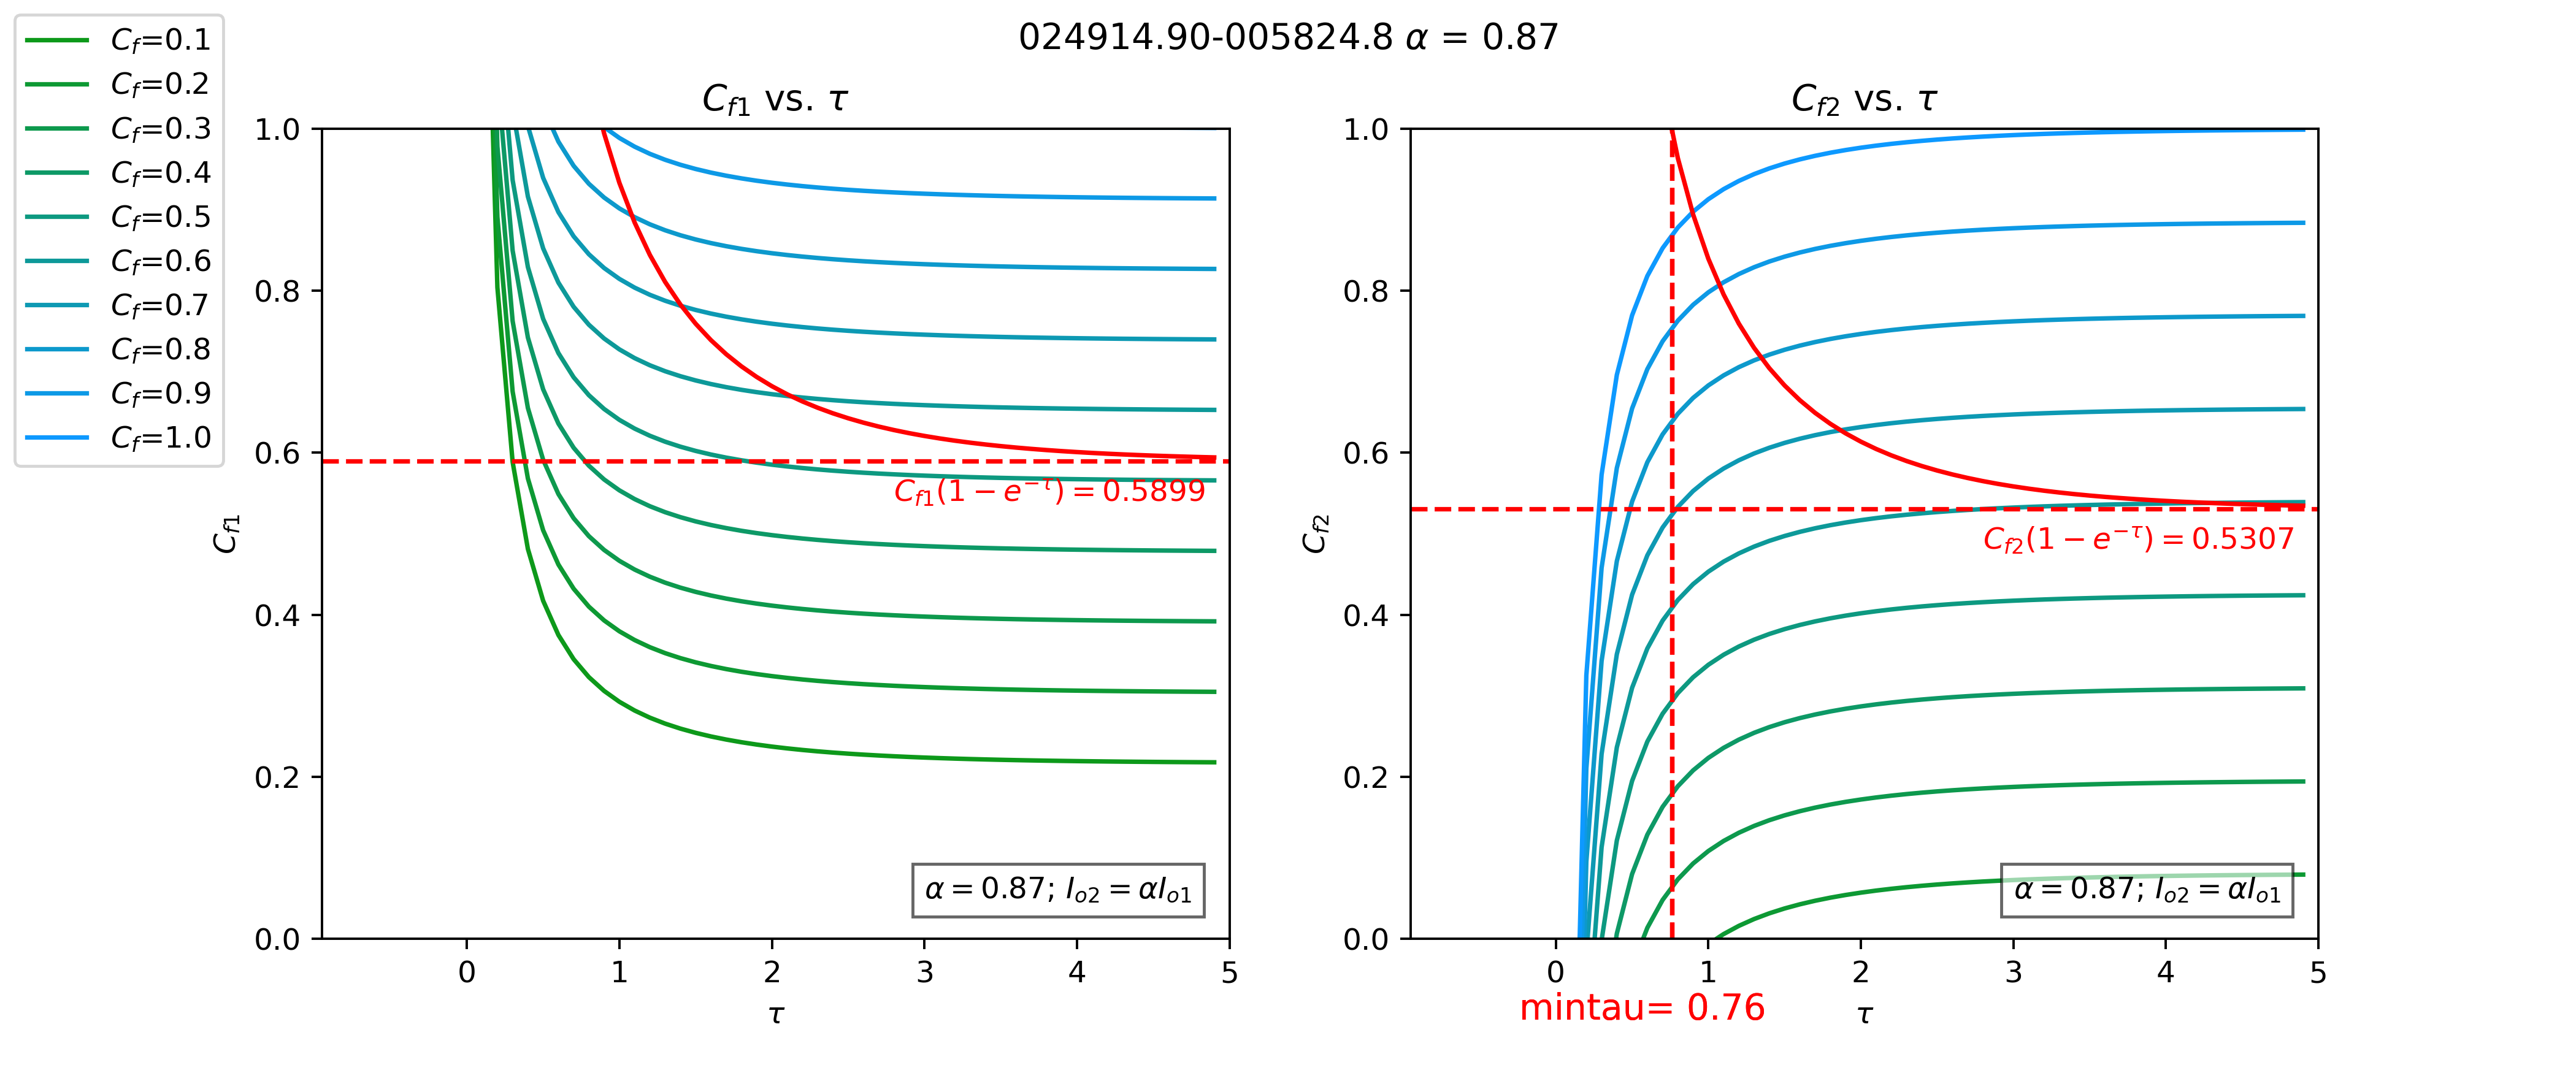 024914.90-005824.8 α = 0.87
C_f=0.1
C_f=0.2
C_f=0.3
C_f=0.4
C_f=0.5
C_f=0.6
C_f=0.7
C_f=0.8
C_f=0.9
C_f=1.0
C_f1 vs. τ
1.0
0.8
0.6
0.4
0.2
0.0
C_f1
C_f1(1 − e^−τ) = 0.5899
α = 0.87; I_o2 = αI_o1
0 1 2 3 4 5
τ
C_f2 vs. τ
1.0
0.8
0.6
0.4
0.2
0.0
C_f2
C_f2(1 − e^−τ) = 0.5307
α = 0.87; I_o2 = αI_o1
0 1 2 3 4 5
mintau= 0.76
τ